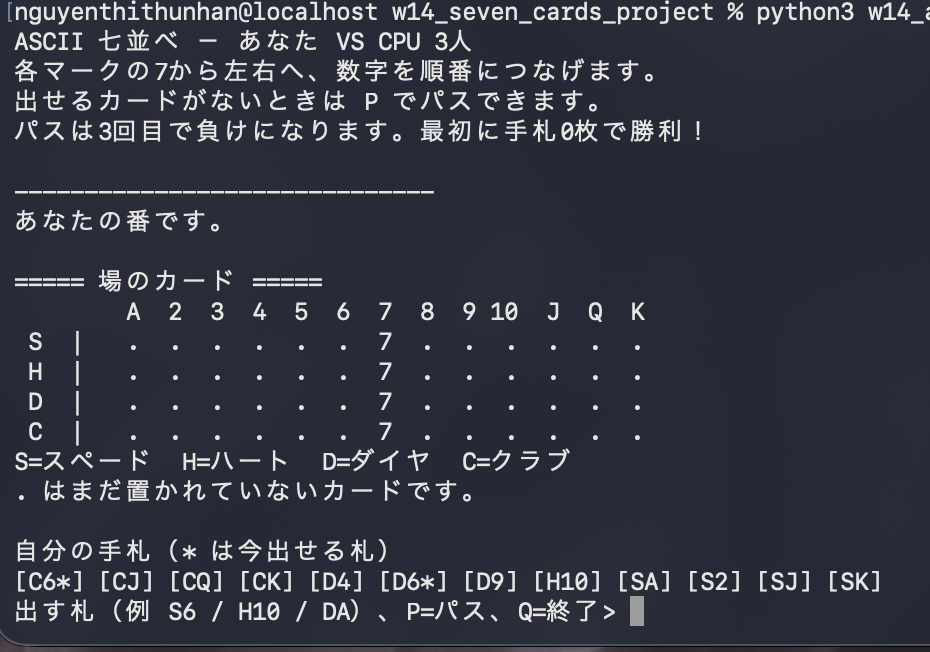 [nguyenthithunhan@localhost w14_seven_cards_project % python3 w14_
ASCII 七並べ — あなた VS CPU 3人
各マークの7から左右へ、数字を順番につなげます。
出せるカードがないときは P でパスできます。
パスは3回目で負けになります。最初に手札0枚で勝利！
------------------------------
あなたの番です。
===== 場のカード =====
A 2 3 4 5 6 7 8 9 10 J Q K
S | . . . . . . 7 . . . . . .
H | . . . . . . 7 . . . . . .
D | . . . . . . 7 . . . . . .
C | . . . . . . 7 . . . . . .
S=スペード H=ハート D=ダイヤ C=クラブ
. はまだ置かれていないカードです。
自分の手札（* は今出せる札）
[C6*] [CJ] [CQ] [CK] [D4] [D6*] [D9] [H10] [SA] [S2] [SJ] [SK]
出す札（例 S6 / H10 / DA）、P=パス、Q=終了>